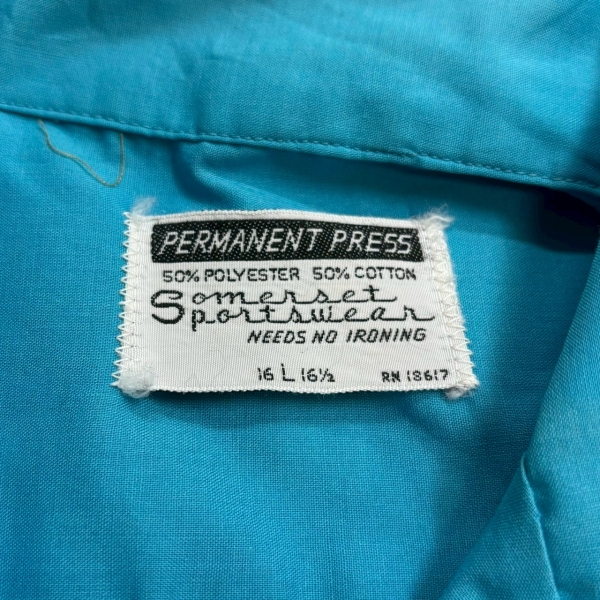 PERMANENT PRESS
50% POLYESTER 50% COTTON
Somerset
Sportswear
NEEDS NO IRONING
16 L 16½ RN 18617